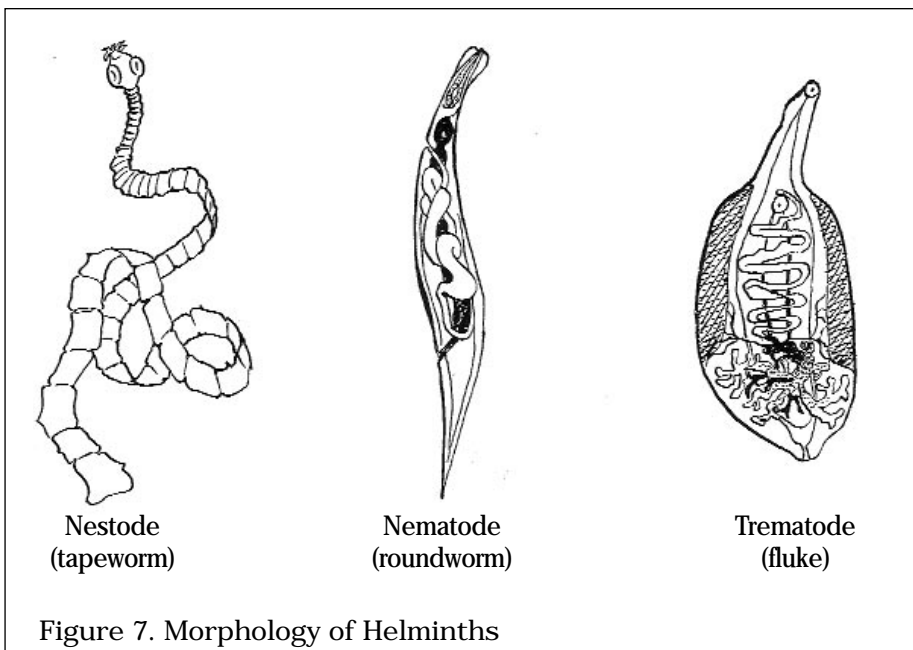 Nestode
(tapeworm)
Nematode
(roundworm)
Trematode
(fluke)
Figure 7. Morphology of Helminths